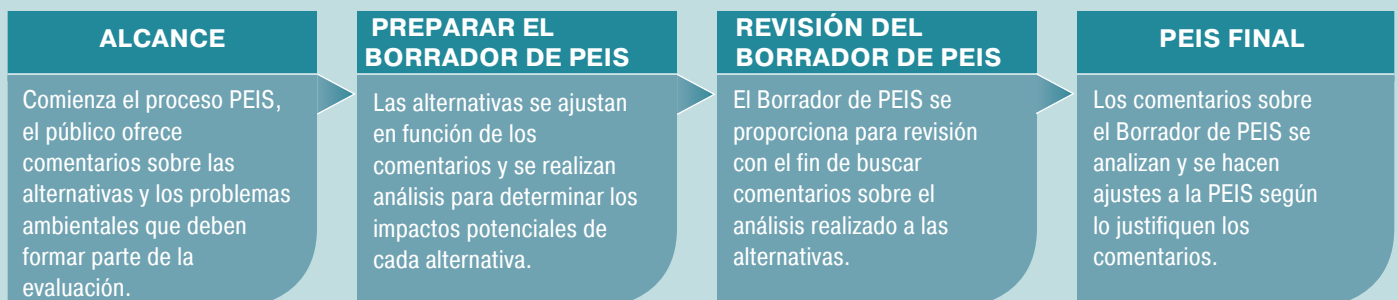 ALCANCE
Comienza el proceso PEIS,
el público ofrece
comentarios sobre las
alternativas y los problemas
ambientales que deben
formar parte de la
evaluación.
PREPARAR EL
BORRADOR DE PEIS
Las alternativas se ajustan
en función de los
comentarios y se realizan
análisis para determinar los
impactos potenciales de
cada alternativa.
REVISIÓN DEL
BORRADOR DE PEIS
El Borrador de PEIS se
proporciona para revisión
con el fin de buscar
comentarios sobre el
análisis realizado a las
alternativas.
PEIS FINAL
Los comentarios sobre
el Borrador de PEIS se
analizan y se hacen
ajustes a la PEIS según
lo justifiquen los
comentarios.